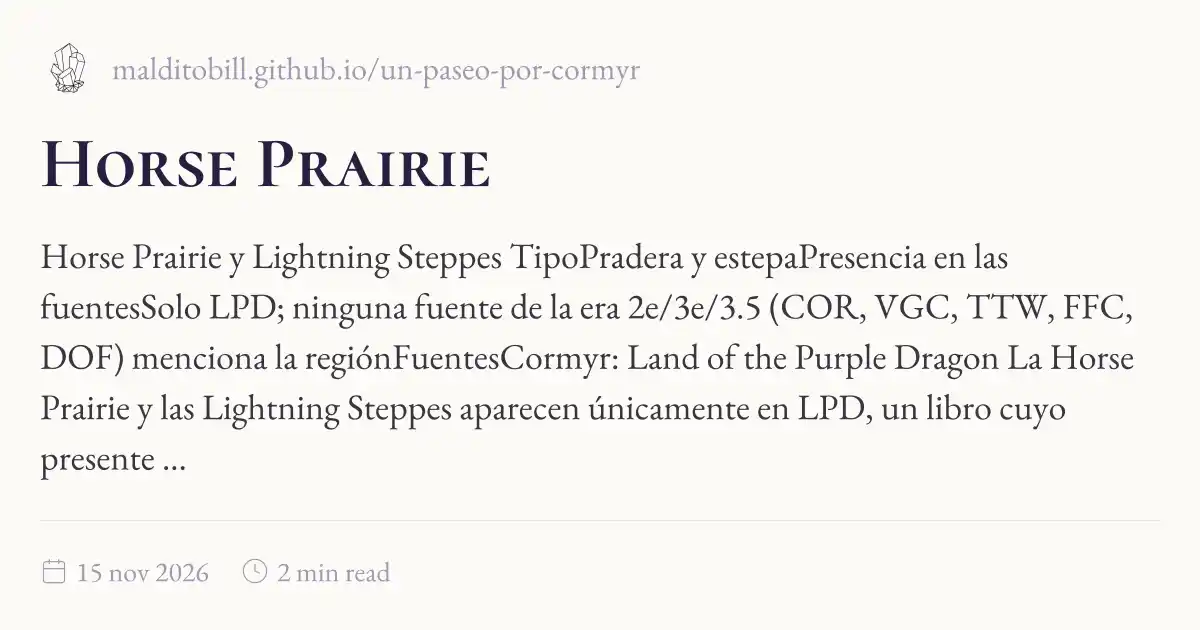 malditobill.github.io/un-paseo-por-cormyr
Horse Prairie
Horse Prairie y Lightning Steppes TipoPradera y estepaPresencia en las
fuentesSolo LPD; ninguna fuente de la era 2e/3e/3.5 (COR, VGC, TTW, FFC,
DOF) menciona la regiónFuentesCormyr: Land of the Purple Dragon La Horse
Prairie y las Lightning Steppes aparecen únicamente en LPD, un libro cuyo
presente ...
15 nov 2026 2 min read